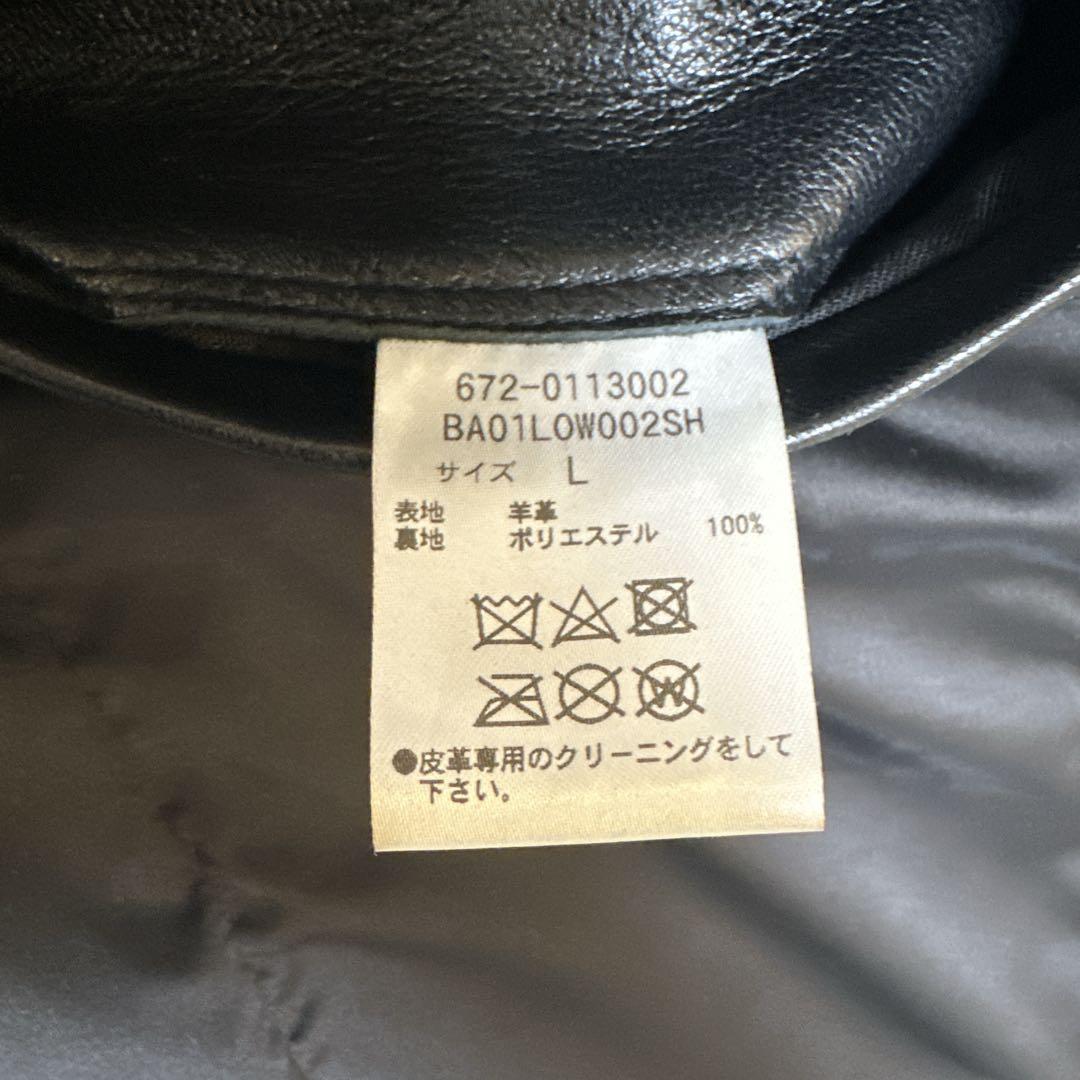 672-0113002
BA01LOW002SH
サイズ L
表地 羊革
裏地 ポリエステル 100%
W
●皮革専用のクリーニングをして
下さい。